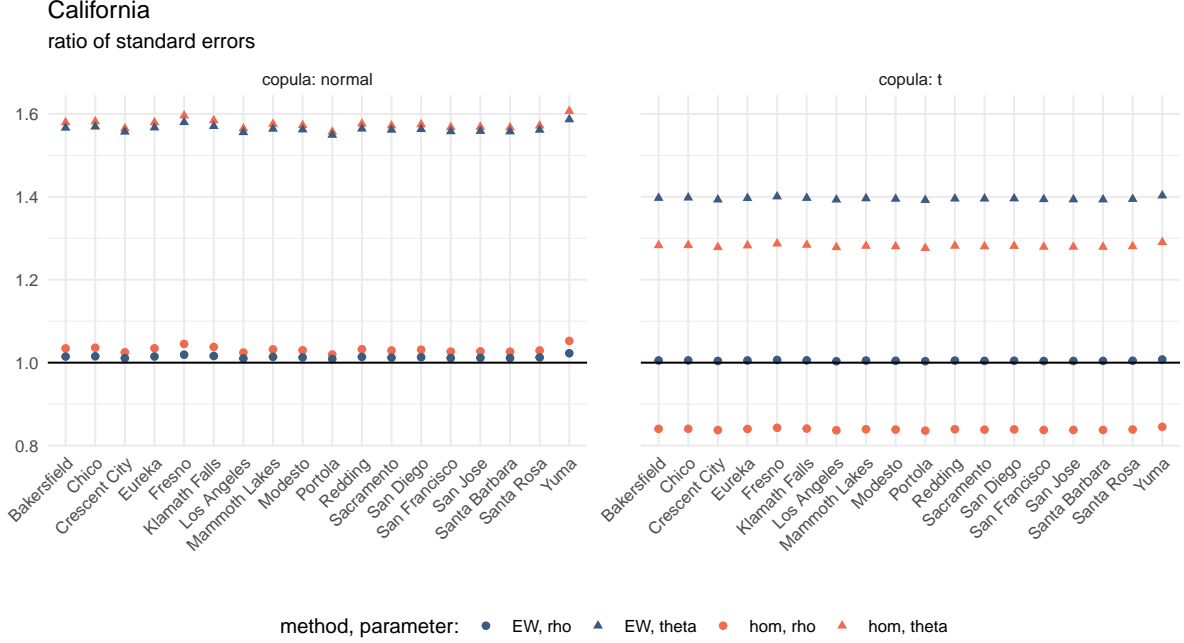 California
ratio of standard errors
copula: normal
copula: t
1.6
1.4
1.2
1.0
0.8
Bakersfield
Chico
Crescent City
Eureka
Fresno
Klamath Falls
Los Angeles
Mammoth Lakes
Modesto
Portola
Redding
Sacramento
San Diego
San Francisco
San Jose
Santa Barbara
Santa Rosa
Yuma
Bakersfield
Chico
Crescent City
Eureka
Fresno
Klamath Falls
Los Angeles
Mammoth Lakes
Modesto
Portola
Redding
Sacramento
San Diego
San Francisco
San Jose
Santa Barbara
Santa Rosa
Yuma
method, parameter: EW, rho EW, theta hom, rho hom, theta